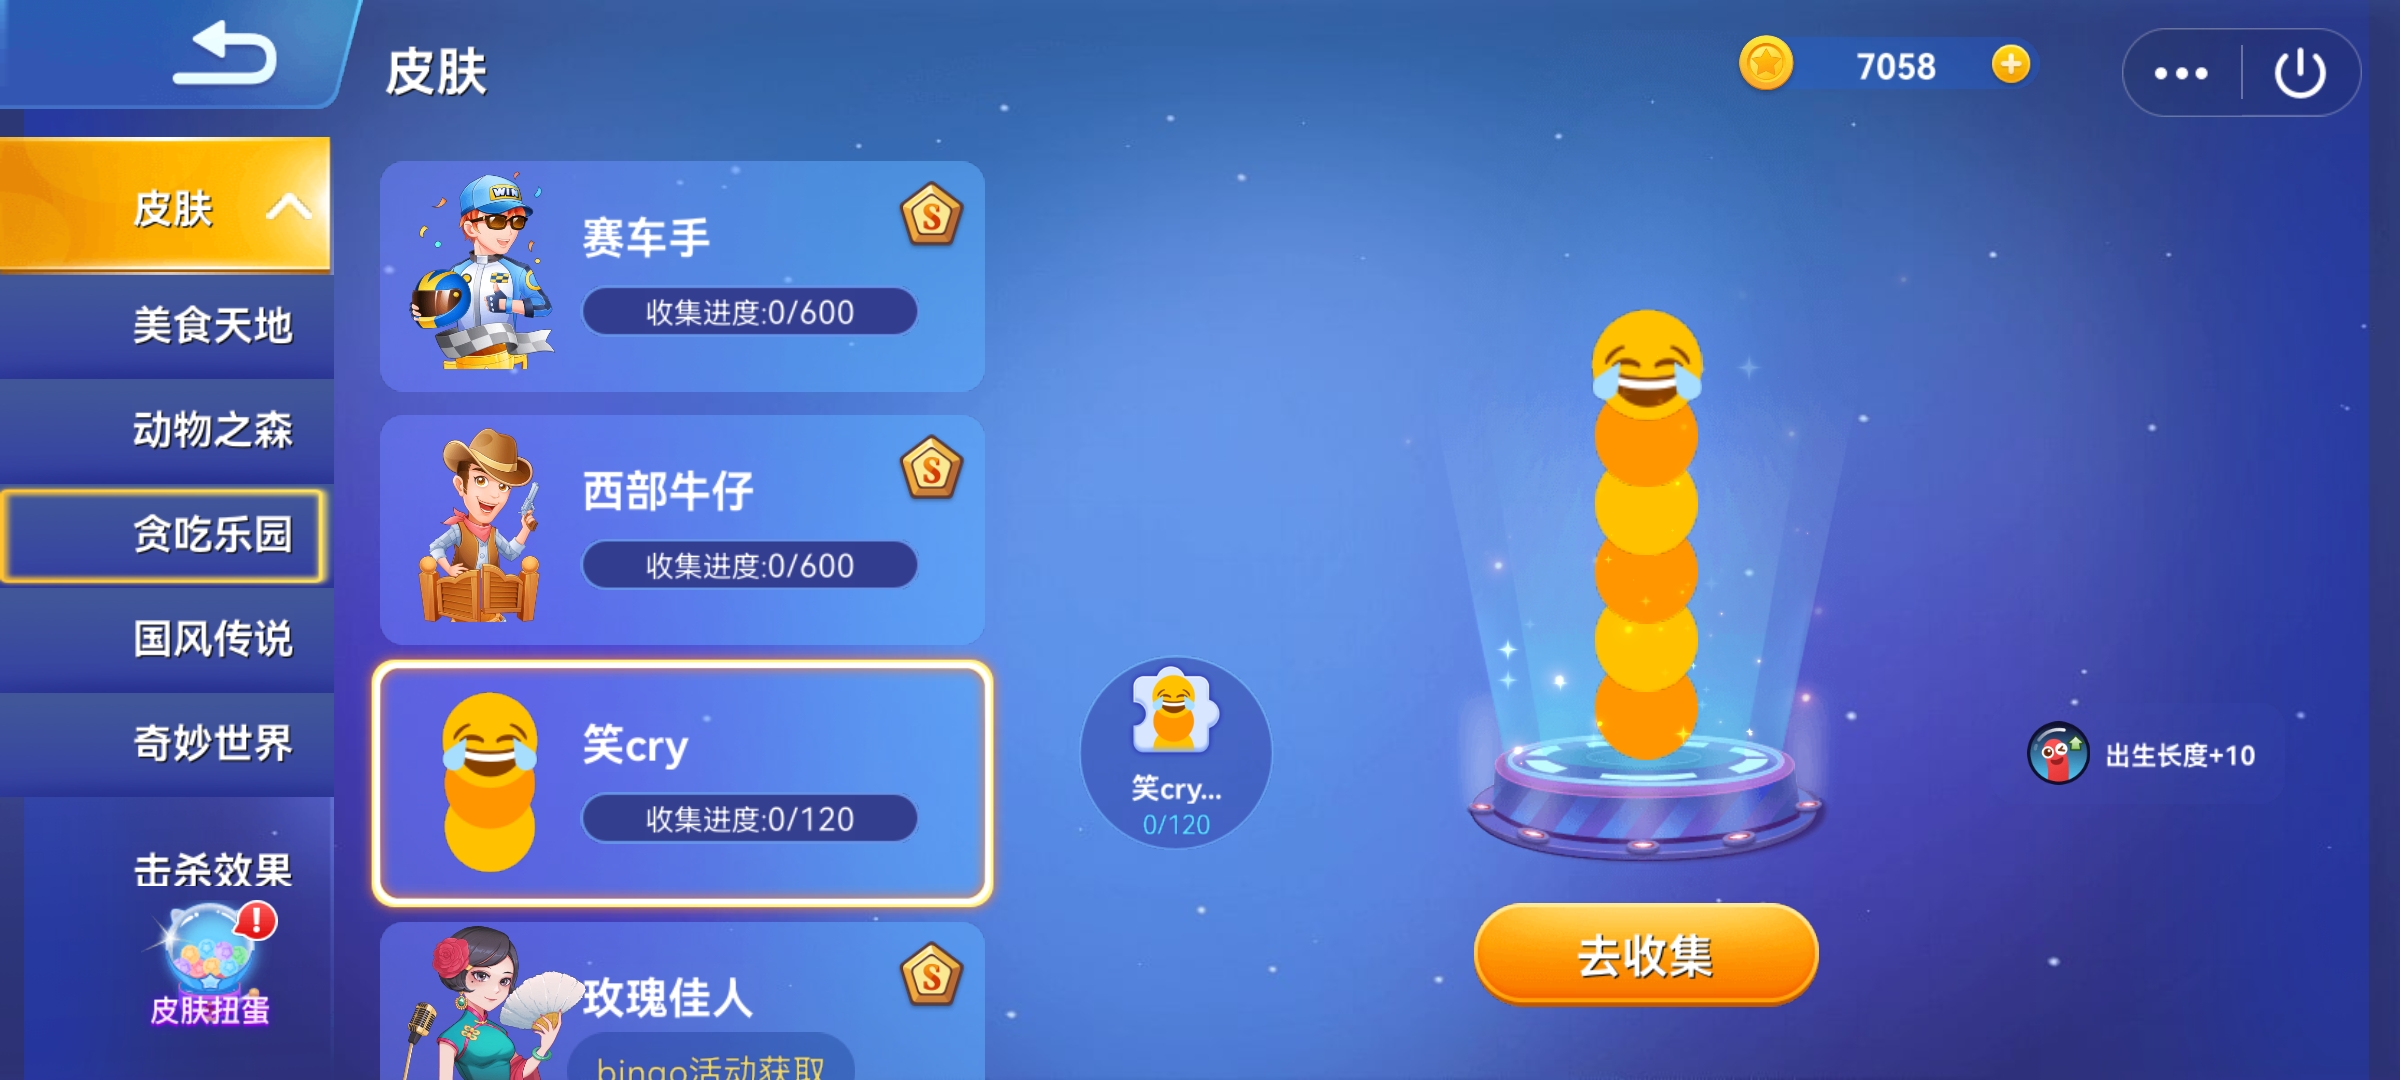 皮肤
7058
皮肤
美食天地
动物之森
贪吃乐园
国风传说
奇妙世界
击杀效果
皮肤扭蛋
WIN
赛车手
S
收集进度:0/600
西部牛仔
S
收集进度:0/600
笑cry
收集进度:0/120
玫瑰佳人
S
bingo活动获取
笑cry...
0/120
出生长度+10
去收集